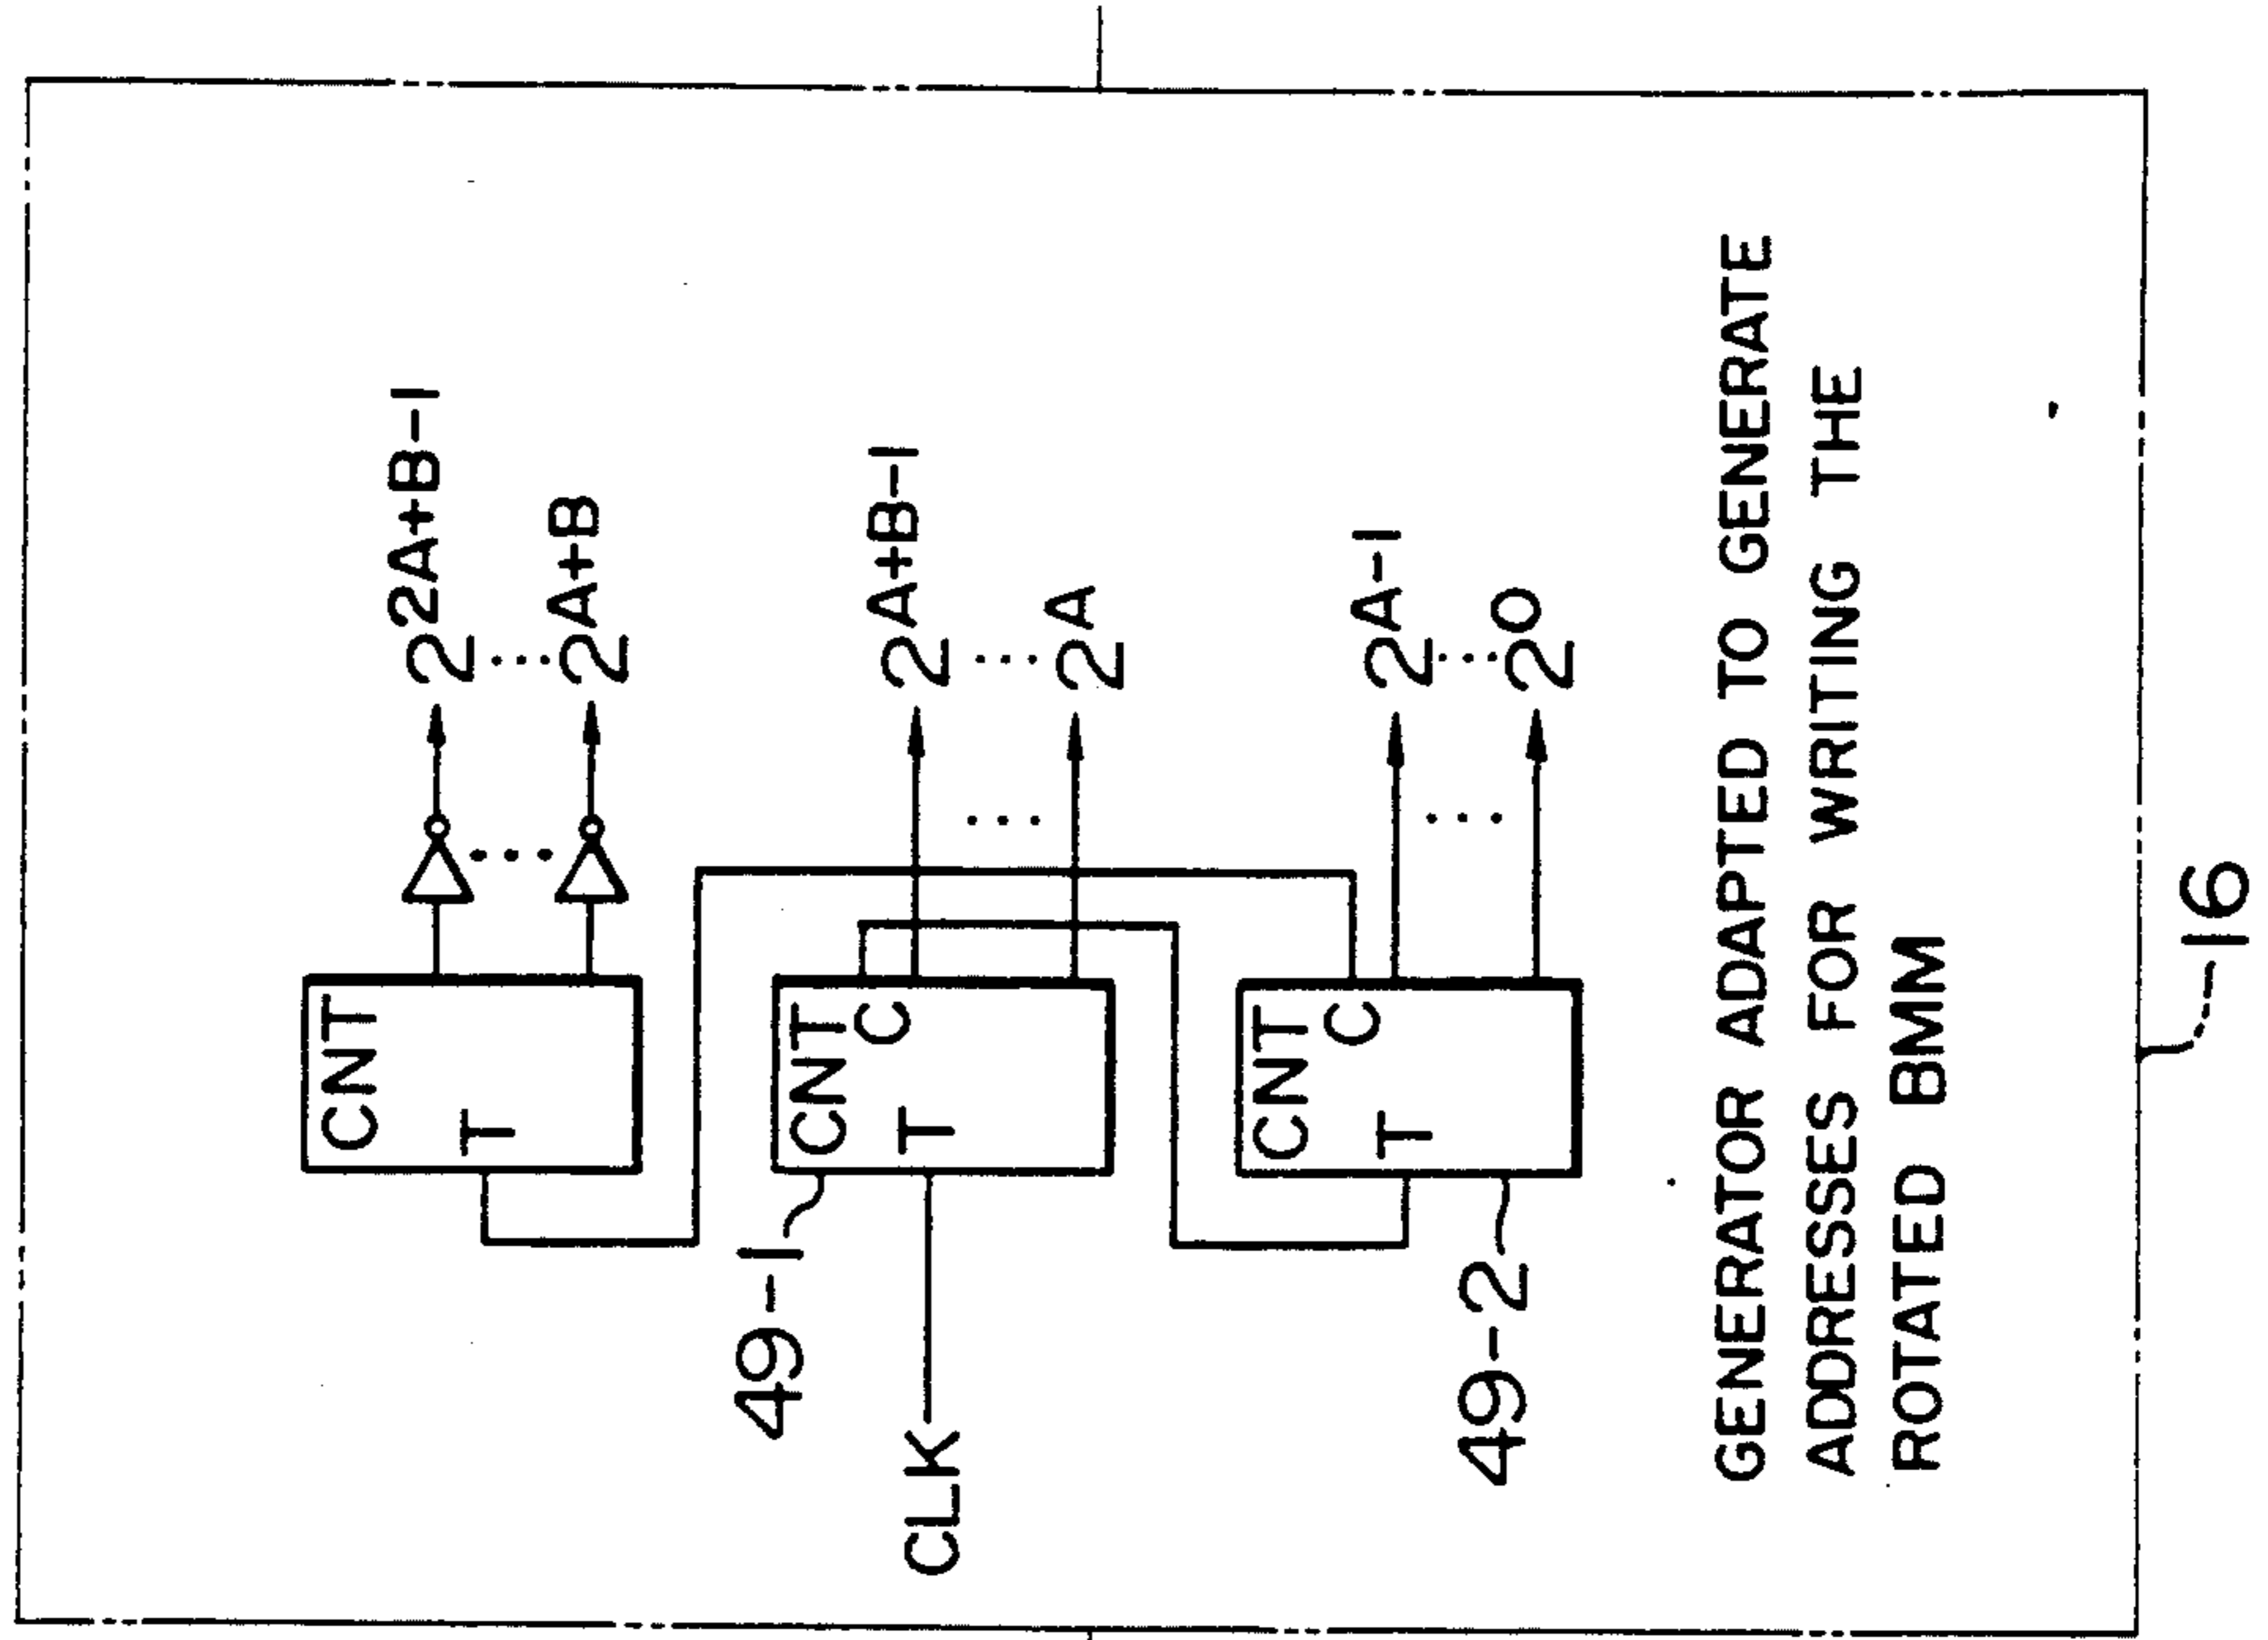 CNT
T
2^2A+B-1
...
2^A+B
49-1
CNT
C
T
CLK
2^A+B-1
...
2^A
CNT
C
T
49-2
2^A-1
...
2^0
GENERATOR ADAPTED TO GENERATE
ADDRESSES FOR WRITING THE
ROTATED BMM
16